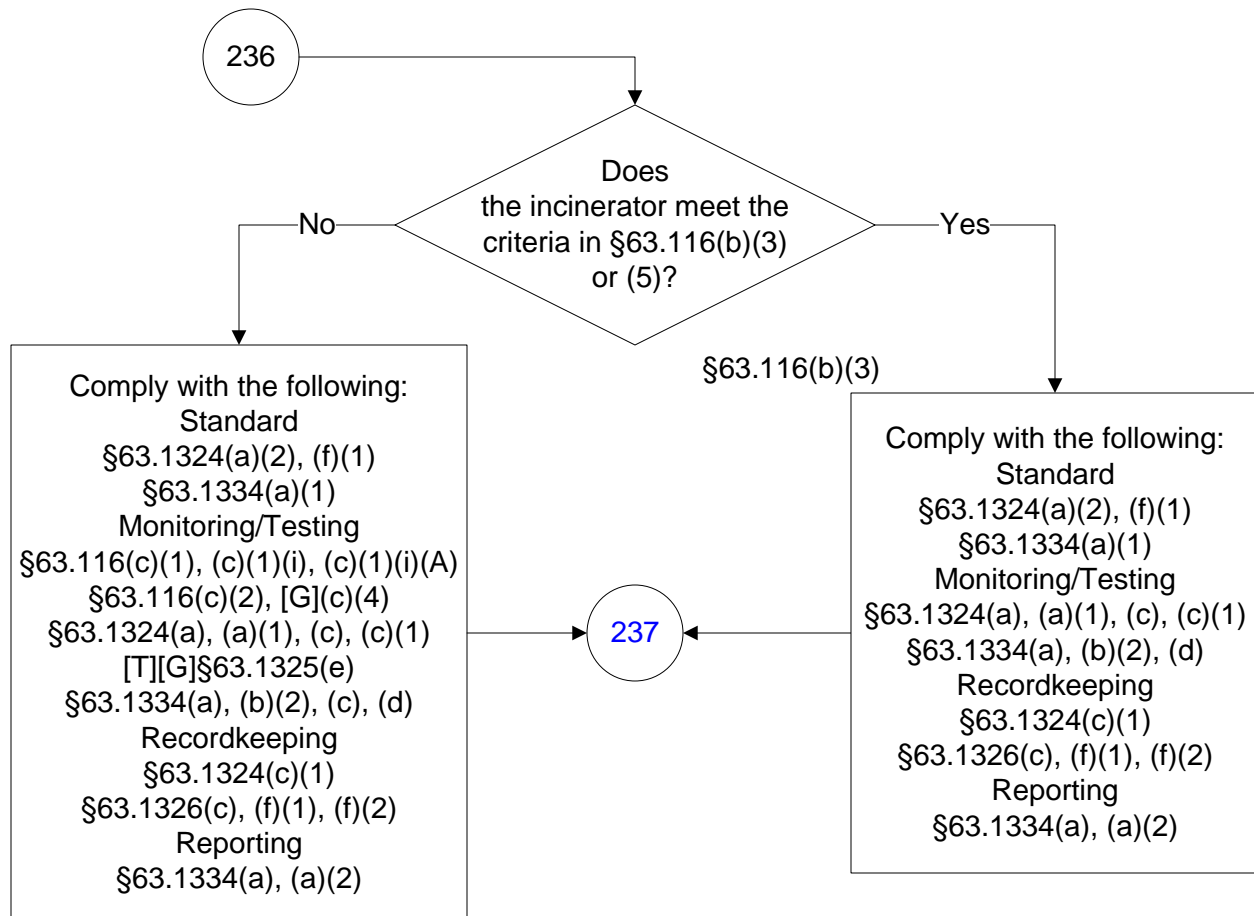 236
Does
the incinerator meet the
criteria in §63.116(b)(3)
or (5)?
No
Yes
§63.116(b)(3)
Comply with the following:
Standard
§63.1324(a)(2), (f)(1)
§63.1334(a)(1)
Monitoring/Testing
§63.116(c)(1), (c)(1)(i), (c)(1)(i)(A)
§63.116(c)(2), [G](c)(4)
§63.1324(a), (a)(1), (c), (c)(1)
[T][G]§63.1325(e)
§63.1334(a), (b)(2), (c), (d)
Recordkeeping
§63.1324(c)(1)
§63.1326(c), (f)(1), (f)(2)
Reporting
§63.1334(a), (a)(2)
237
Comply with the following:
Standard
§63.1324(a)(2), (f)(1)
§63.1334(a)(1)
Monitoring/Testing
§63.1324(a), (a)(1), (c), (c)(1)
§63.1334(a), (b)(2), (d)
Recordkeeping
§63.1324(c)(1)
§63.1326(c), (f)(1), (f)(2)
Reporting
§63.1334(a), (a)(2)